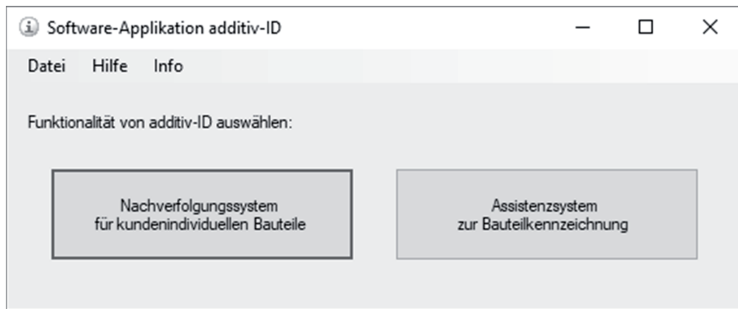 Software-Applikation additiv-ID
Datei Hilfe Info
Funktionalität von additiv-ID auswählen:
Nachverfolgungssystem
für kundenindividuellen Bauteile
Assistenzsystem
zur Bauteilkennzeichnung